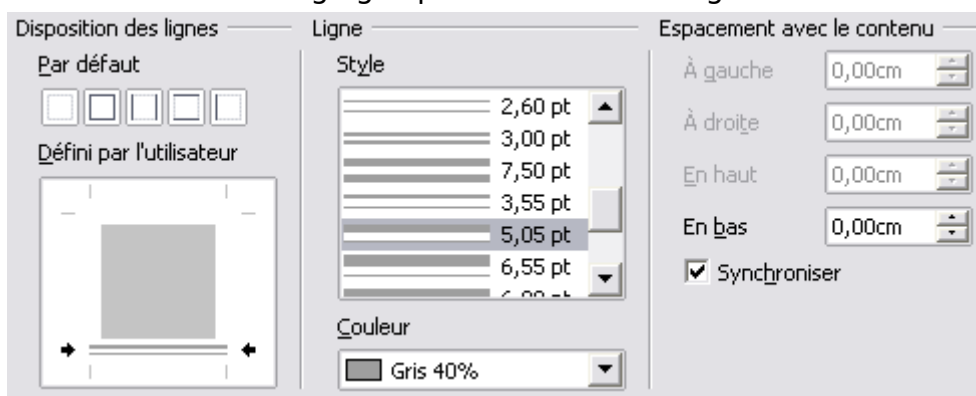 Disposition des lignes
Par défaut
Défini par l'utilisateur
Ligne
Style
2,60 pt
3,00 pt
7,50 pt
3,55 pt
5,05 pt
6,55 pt
Couleur
Gris 40%
Espacement avec le contenu
À gauche 0,00cm
À droite 0,00cm
En haut 0,00cm
En bas 0,00cm
Synchroniser